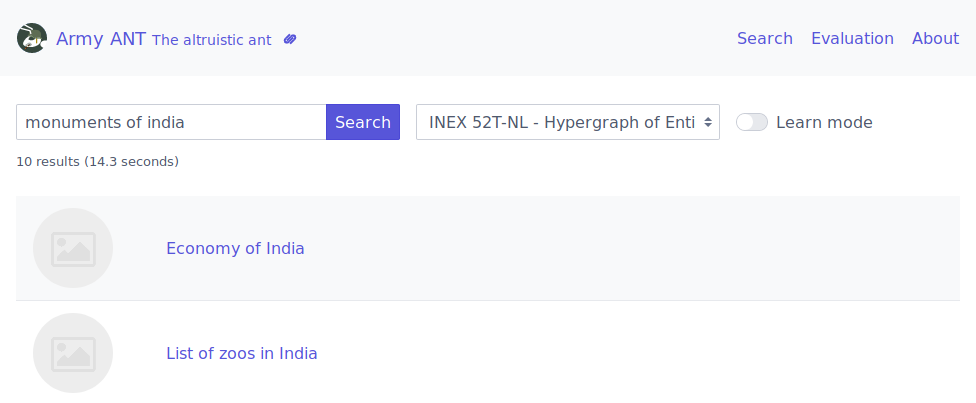 Army ANT The altruistic ant Search Evaluation About
monuments of india Search INEX 52T-NL - Hypergraph of Enti Learn mode
10 results (14.3 seconds)
Economy of India
List of zoos in India